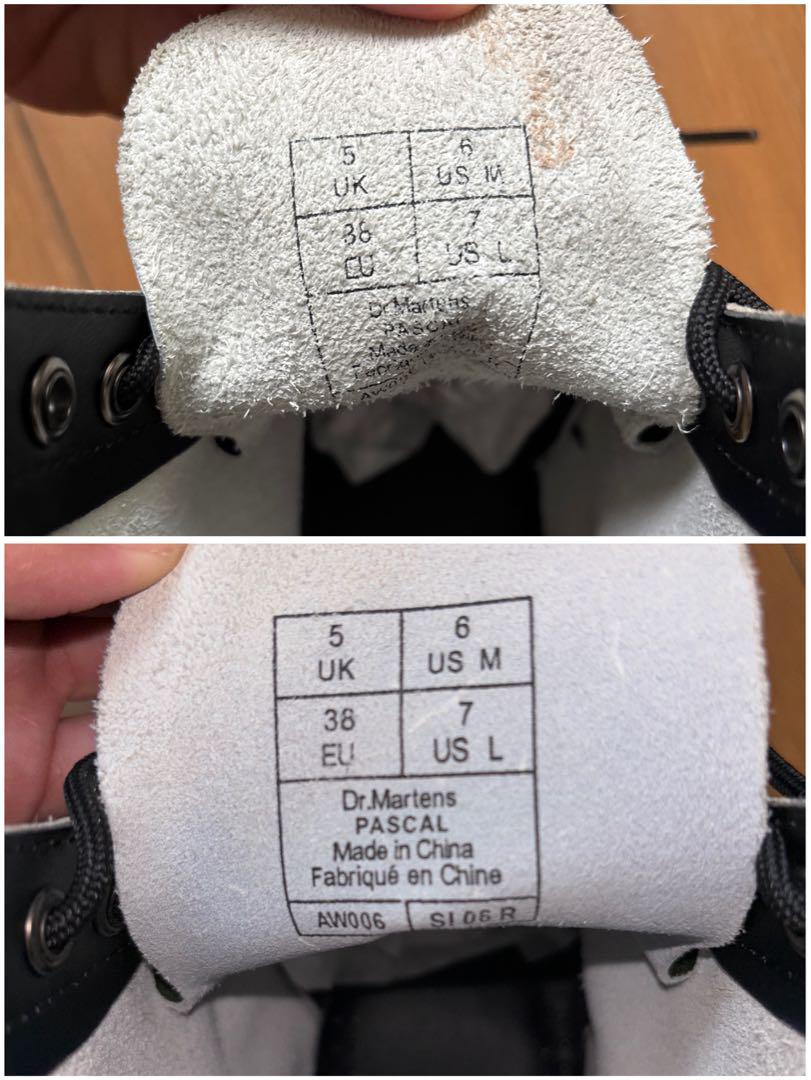 5
UK
6
US M
38
EU
7
US L
Dr.Martens
PASCAL
Made
5
UK
6
US M
38
EU
7
US L
Dr.Martens
PASCAL
Made in China
Fabriqué en Chine
AW006
SI 06 R